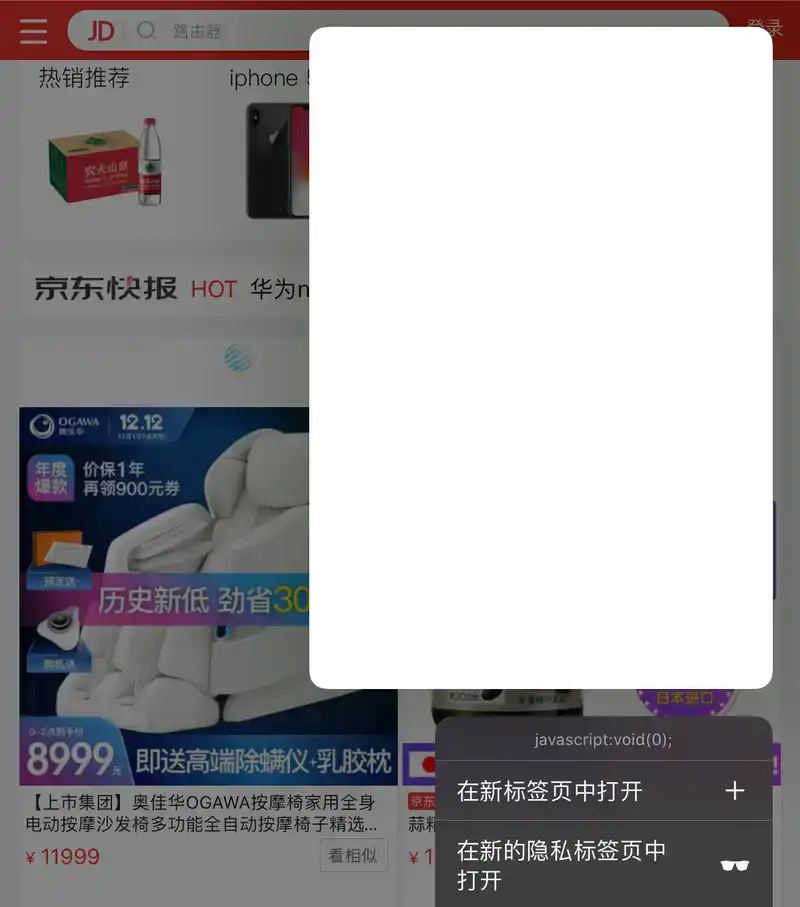 JD
路由器
登录
热销推荐
iphone
农夫山泉
京东快报 HOT 华为n
OGAWA
奥佳华
12.12
年度
爆款
价保1年
再领900元券
预定送
历史新低 劲省30
购机送
日本进口
8999元
即送高端除螨仪+乳胶枕
【上市集团】奥佳华OGAWA按摩椅家用全身
电动按摩沙发椅多功能全自动按摩椅子精选...
¥ 11999
看相似
京东
蒜精
¥ 1
javascript:void(0);
在新标签页中打开
在新的隐私标签页中
打开